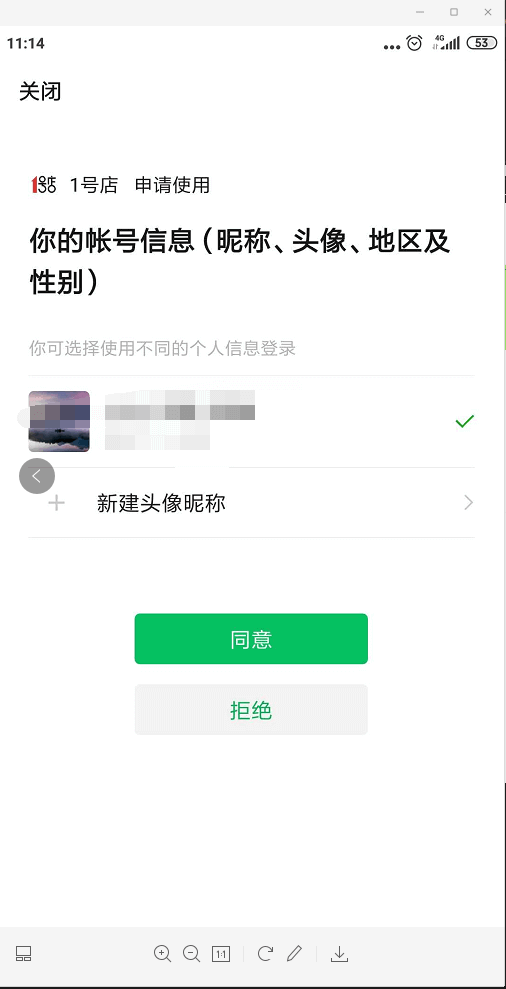 11:14
4G
53
关闭
1号店 申请使用
你的帐号信息（昵称、头像、地区及
性别）
你可选择使用不同的个人信息登录
新建头像昵称
同意
拒绝
1:1